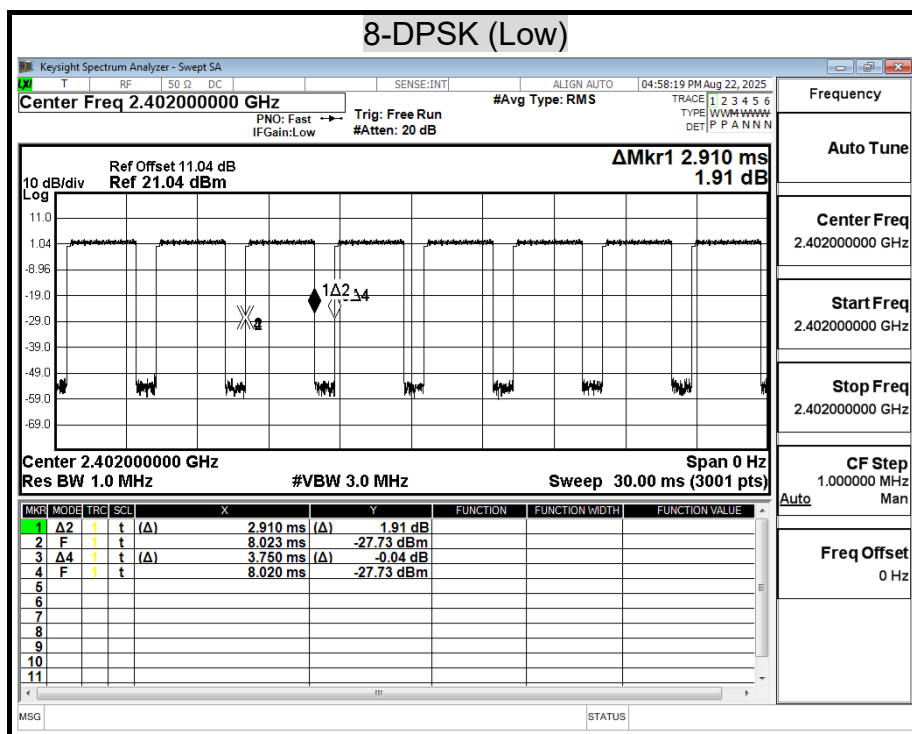 8-DPSK (Low)
Keysight Spectrum Analyzer - Swept SA
LXI T RF 50 Ω DC SENSE:INT ALIGN AUTO 04:58:19 PM Aug 22, 2025
Center Freq 2.402000000 GHz
#Avg Type: RMS
TRACE 1 2 3 4 5 6
TYPE WWMWWW
DET P P A N N N
PNO: Fast
IFGain:Low
Trig: Free Run
#Atten: 20 dB
Frequency
ΔMkr1 2.910 ms
1.91 dB
Ref Offset 11.04 dB
10 dB/div Ref 21.04 dBm
Log
11.0
1.04
-8.96
-19.0
-29.0
-39.0
-49.0
-59.0
-69.0
1Δ2
Δ4
Center 2.402000000 GHz Span 0 Hz
Res BW 1.0 MHz #VBW 3.0 MHz Sweep 30.00 ms (3001 pts)
MKR MODE TRC SCL X Y FUNCTION FUNCTION WIDTH FUNCTION VALUE
1 Δ2 1 t (Δ) 2.910 ms (Δ) 1.91 dB
2 F 1 t 8.023 ms -27.73 dBm
3 Δ4 1 t (Δ) 3.750 ms (Δ) -0.04 dB
4 F 1 t 8.020 ms -27.73 dBm
5
6
7
8
9
10
11
MSG STATUS
Auto Tune
Center Freq
2.402000000 GHz
Start Freq
2.402000000 GHz
Stop Freq
2.402000000 GHz
CF Step
1.000000 MHz
Auto Man
Freq Offset
0 Hz